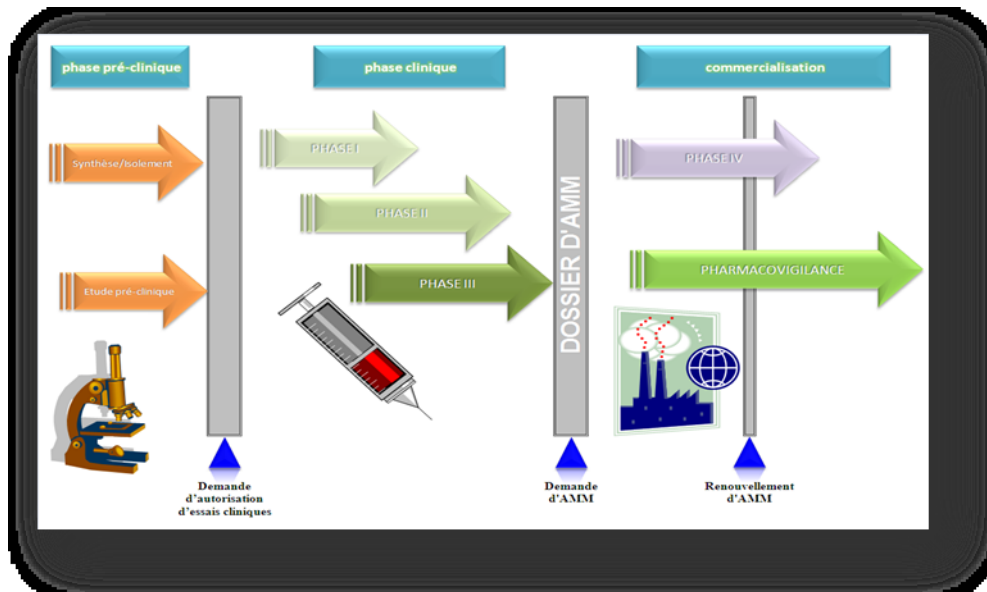 phase pré-clinique
phase clinique
commercialisation
Synthèse/Isolement
PHASE I
PHASE IV
PHASE II
Etude pré-clinique
PHASE III
DOSSIER D'AMM
PHARMACOVIGILANCE
Demande
d'autorisation
d'essais cliniques
Demande
d'AMM
Renouvellement
d'AMM